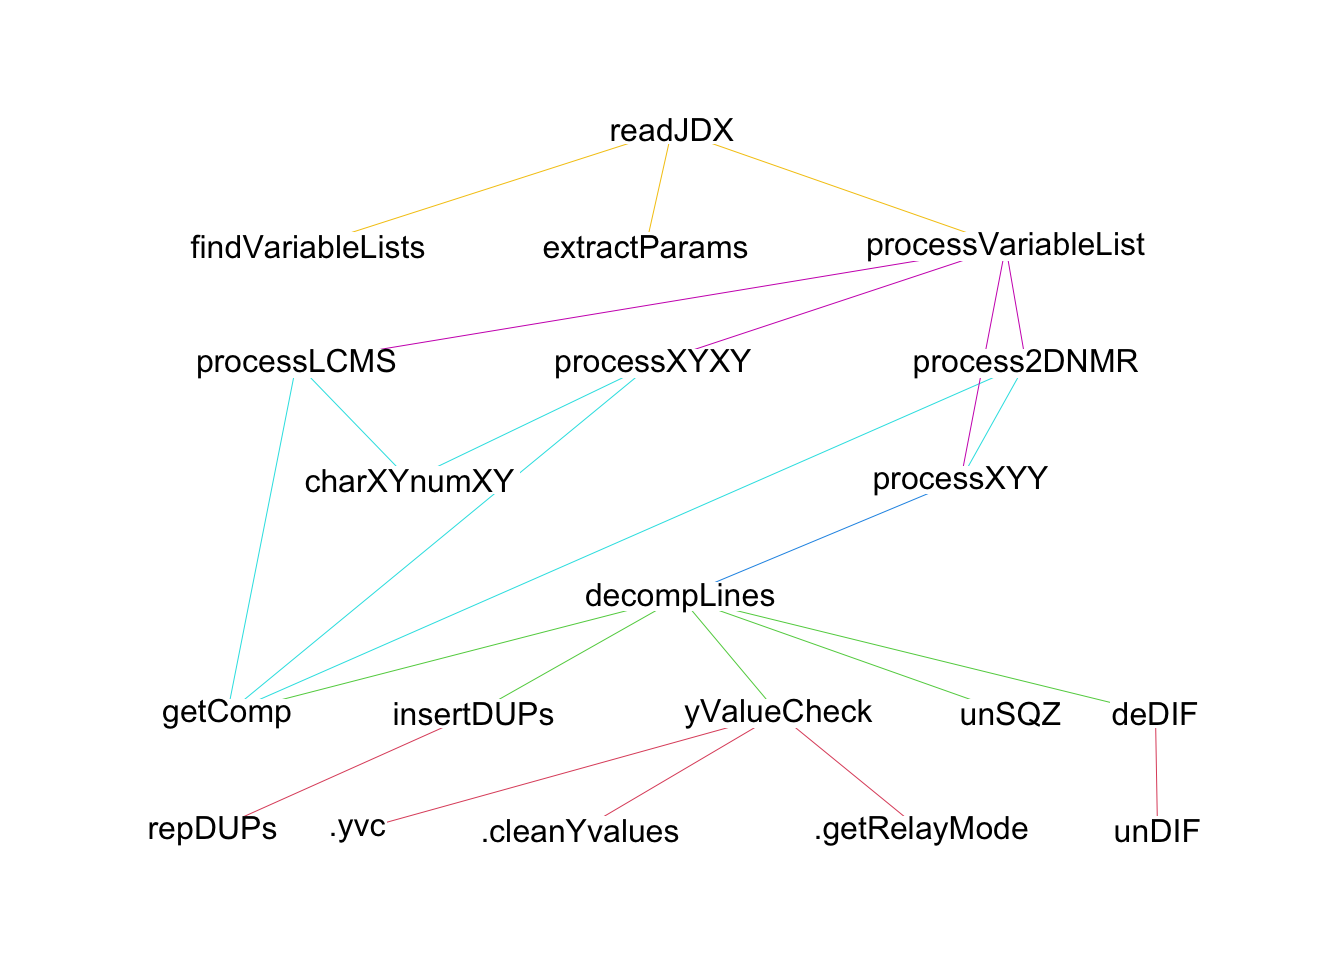 readJDX
findVariableLists
extractParams
processVariableList
processLCMS
processXYXY
process2DNMR
charXYnumXY
processXYY
decompLines
getComp
insertDUPs
yValueCheck
unSQZ
deDIF
repDUPs
.yvc
.cleanYvalues
.getRelayMode
unDIF